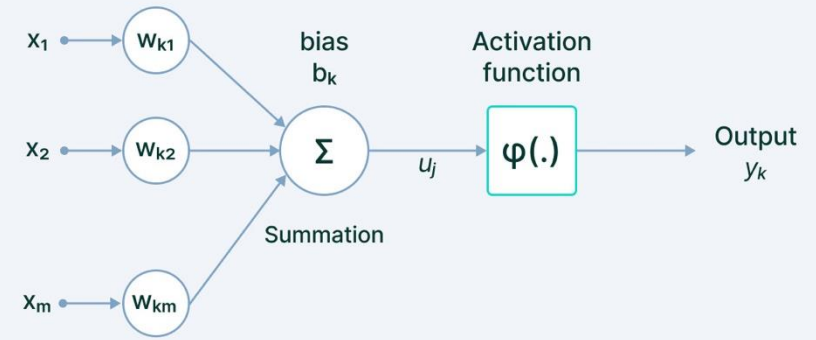 x₁
wₖ₁
bias
bₖ
Activation
function
x₂
wₖ₂
Σ
uⱼ
φ(.)
Output
yₖ
Summation
xₘ
wₖₘ